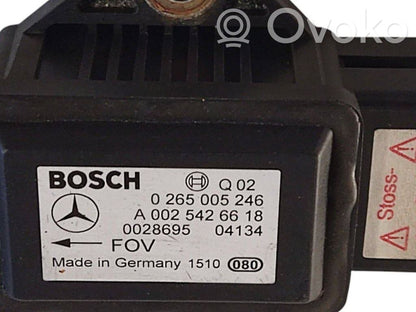 Ovoko
BOSCH Q 02
0 265 005 246
A 002 542 66 18
0028695 04134
FOV
Made in Germany 1510 080
Stoss-